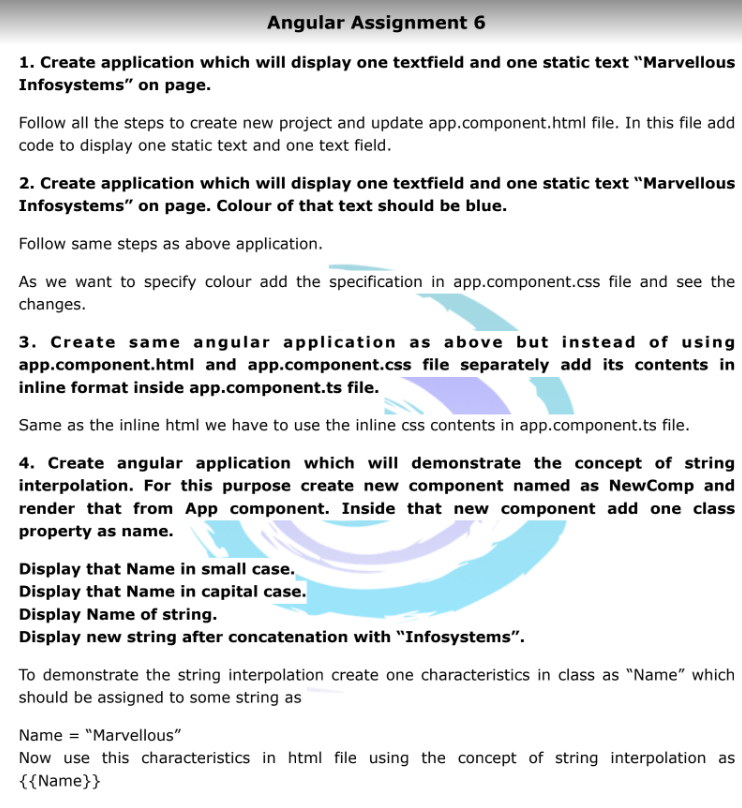 Angular Assignment 6
1. Create application which will display one textfield and one static text “Marvellous
Infosystems” on page.
Follow all the steps to create new project and update app.component.html file. In this file add
code to display one static text and one text field.
2. Create application which will display one textfield and one static text “Marvellous
Infosystems” on page. Colour of that text should be blue.
Follow same steps as above application.
As we want to specify colour add the specification in app.component.css file and see the
changes.
3. Create same angular application as above but instead of using
app.component.html and app.component.css file separately add its contents in
inline format inside app.component.ts file.
Same as the inline html we have to use the inline css contents in app.component.ts file.
4. Create angular application which will demonstrate the concept of string
interpolation. For this purpose create new component named as NewComp and
render that from App component. Inside that new component add one class
property as name.
Display that Name in small case.
Display that Name in capital case.
Display Name of string.
Display new string after concatenation with “Infosystems”.
To demonstrate the string interpolation create one characteristics in class as “Name” which
should be assigned to some string as
Name = “Marvellous”
Now use this characteristics in html file using the concept of string interpolation as
{{Name}}